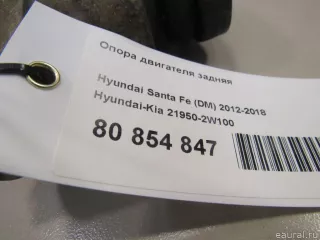 Опора двигателя задняя
Hyundai Santa Fe (DM) 2012-2018
Hyundai-Kia 21950-2W100
80 854 847
© eaural.ru